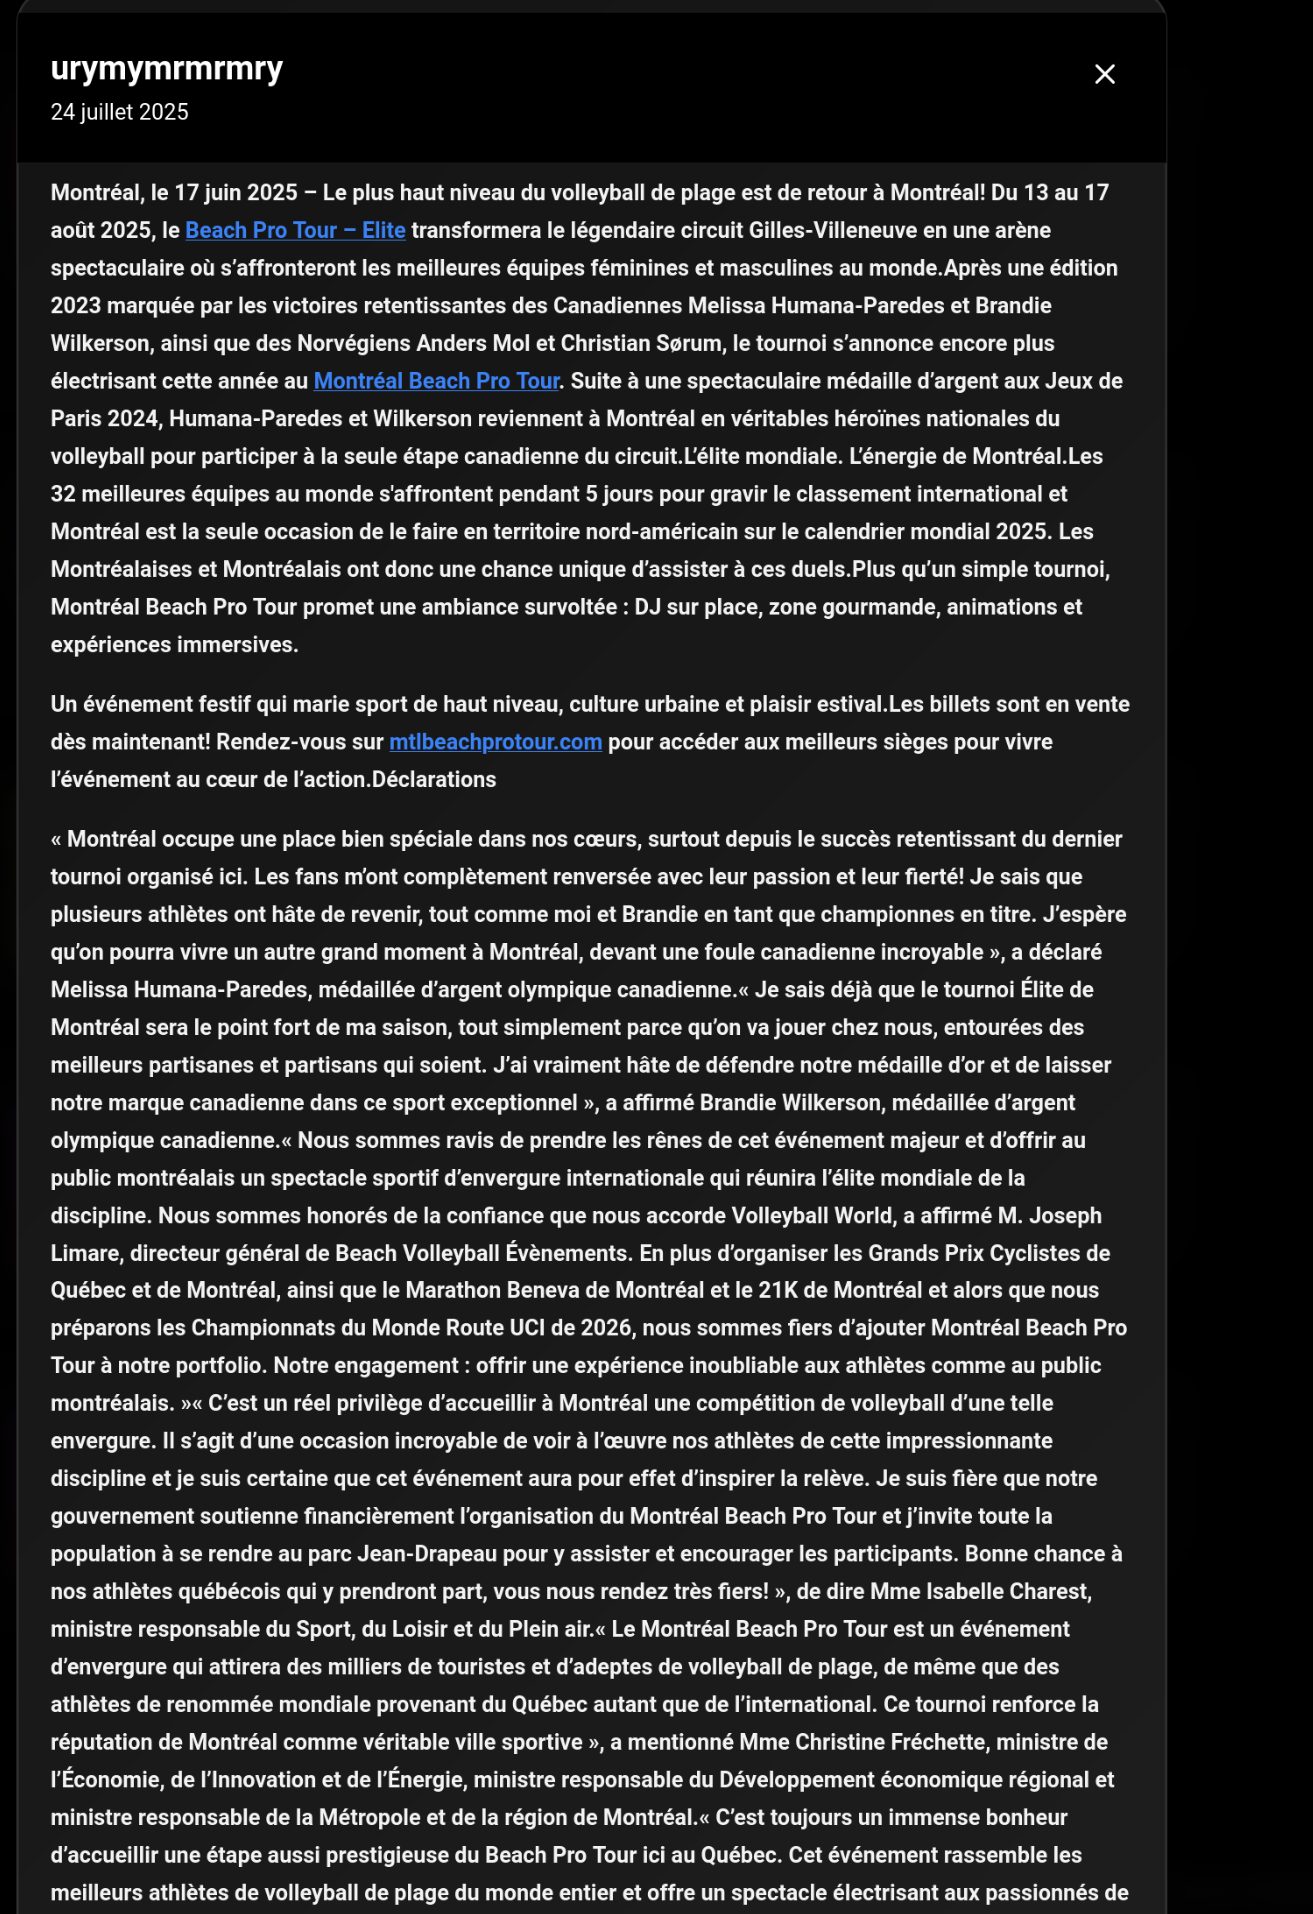 urymymrmrmry
24 juillet 2025
Montréal, le 17 juin 2025 – Le plus haut niveau du volleyball de plage est de retour à Montréal! Du 13 au 17
août 2025, le Beach Pro Tour – Elite transformera le légendaire circuit Gilles-Villeneuve en une arène
spectaculaire où s’affronteront les meilleures équipes féminines et masculines au monde.Après une édition
2023 marquée par les victoires retentissantes des Canadiennes Melissa Humana-Paredes et Brandie
Wilkerson, ainsi que des Norvégiens Anders Mol et Christian Sørum, le tournoi s’annonce encore plus
électrisant cette année au Montréal Beach Pro Tour. Suite à une spectaculaire médaille d’argent aux Jeux de
Paris 2024, Humana-Paredes et Wilkerson reviennent à Montréal en véritables héroïnes nationales du
volleyball pour participer à la seule étape canadienne du circuit.L’élite mondiale. L’énergie de Montréal.Les
32 meilleures équipes au monde s'affrontent pendant 5 jours pour gravir le classement international et
Montréal est la seule occasion de le faire en territoire nord-américain sur le calendrier mondial 2025. Les
Montréalaises et Montréalais ont donc une chance unique d’assister à ces duels.Plus qu’un simple tournoi,
Montréal Beach Pro Tour promet une ambiance survoltée : DJ sur place, zone gourmande, animations et
expériences immersives.
Un événement festif qui marie sport de haut niveau, culture urbaine et plaisir estival.Les billets sont en vente
dès maintenant! Rendez-vous sur mtlbeachprotour.com pour accéder aux meilleurs sièges pour vivre
l’événement au cœur de l’action.Déclarations
« Montréal occupe une place bien spéciale dans nos cœurs, surtout depuis le succès retentissant du dernier
tournoi organisé ici. Les fans m’ont complètement renversée avec leur passion et leur fierté! Je sais que
plusieurs athlètes ont hâte de revenir, tout comme moi et Brandie en tant que championnes en titre. J’espère
qu’on pourra vivre un autre grand moment à Montréal, devant une foule canadienne incroyable », a déclaré
Melissa Humana-Paredes, médaillée d’argent olympique canadienne.« Je sais déjà que le tournoi Élite de
Montréal sera le point fort de ma saison, tout simplement parce qu’on va jouer chez nous, entourées des
meilleurs partisanes et partisans qui soient. J’ai vraiment hâte de défendre notre médaille d’or et de laisser
notre marque canadienne dans ce sport exceptionnel », a affirmé Brandie Wilkerson, médaillée d’argent
olympique canadienne.« Nous sommes ravis de prendre les rênes de cet événement majeur et d’offrir au
public montréalais un spectacle sportif d’envergure internationale qui réunira l’élite mondiale de la
discipline. Nous sommes honorés de la confiance que nous accorde Volleyball World, a affirmé M. Joseph
Limare, directeur général de Beach Volleyball Évènements. En plus d’organiser les Grands Prix Cyclistes de
Québec et de Montréal, ainsi que le Marathon Beneva de Montréal et le 21K de Montréal et alors que nous
préparons les Championnats du Monde Route UCI de 2026, nous sommes fiers d’ajouter Montréal Beach Pro
Tour à notre portfolio. Notre engagement : offrir une expérience inoubliable aux athlètes comme au public
montréalais. »« C’est un réel privilège d’accueillir à Montréal une compétition de volleyball d’une telle
envergure. Il s’agit d’une occasion incroyable de voir à l’œuvre nos athlètes de cette impressionnante
discipline et je suis certaine que cet événement aura pour effet d’inspirer la relève. Je suis fière que notre
gouvernement soutienne financièrement l’organisation du Montréal Beach Pro Tour et j’invite toute la
population à se rendre au parc Jean-Drapeau pour y assister et encourager les participants. Bonne chance à
nos athlètes québécois qui y prendront part, vous nous rendez très fiers! », de dire Mme Isabelle Charest,
ministre responsable du Sport, du Loisir et du Plein air.« Le Montréal Beach Pro Tour est un événement
d’envergure qui attirera des milliers de touristes et d’adeptes de volleyball de plage, de même que des
athlètes de renommée mondiale provenant du Québec autant que de l’international. Ce tournoi renforce la
réputation de Montréal comme véritable ville sportive », a mentionné Mme Christine Fréchette, ministre de
l’Économie, de l’Innovation et de l’Énergie, ministre responsable du Développement économique régional et
ministre responsable de la Métropole et de la région de Montréal.« C’est toujours un immense bonheur
d’accueillir une étape aussi prestigieuse du Beach Pro Tour ici au Québec. Cet événement rassemble les
meilleurs athlètes de volleyball de plage du monde entier et offre un spectacle électrisant aux passionnés de